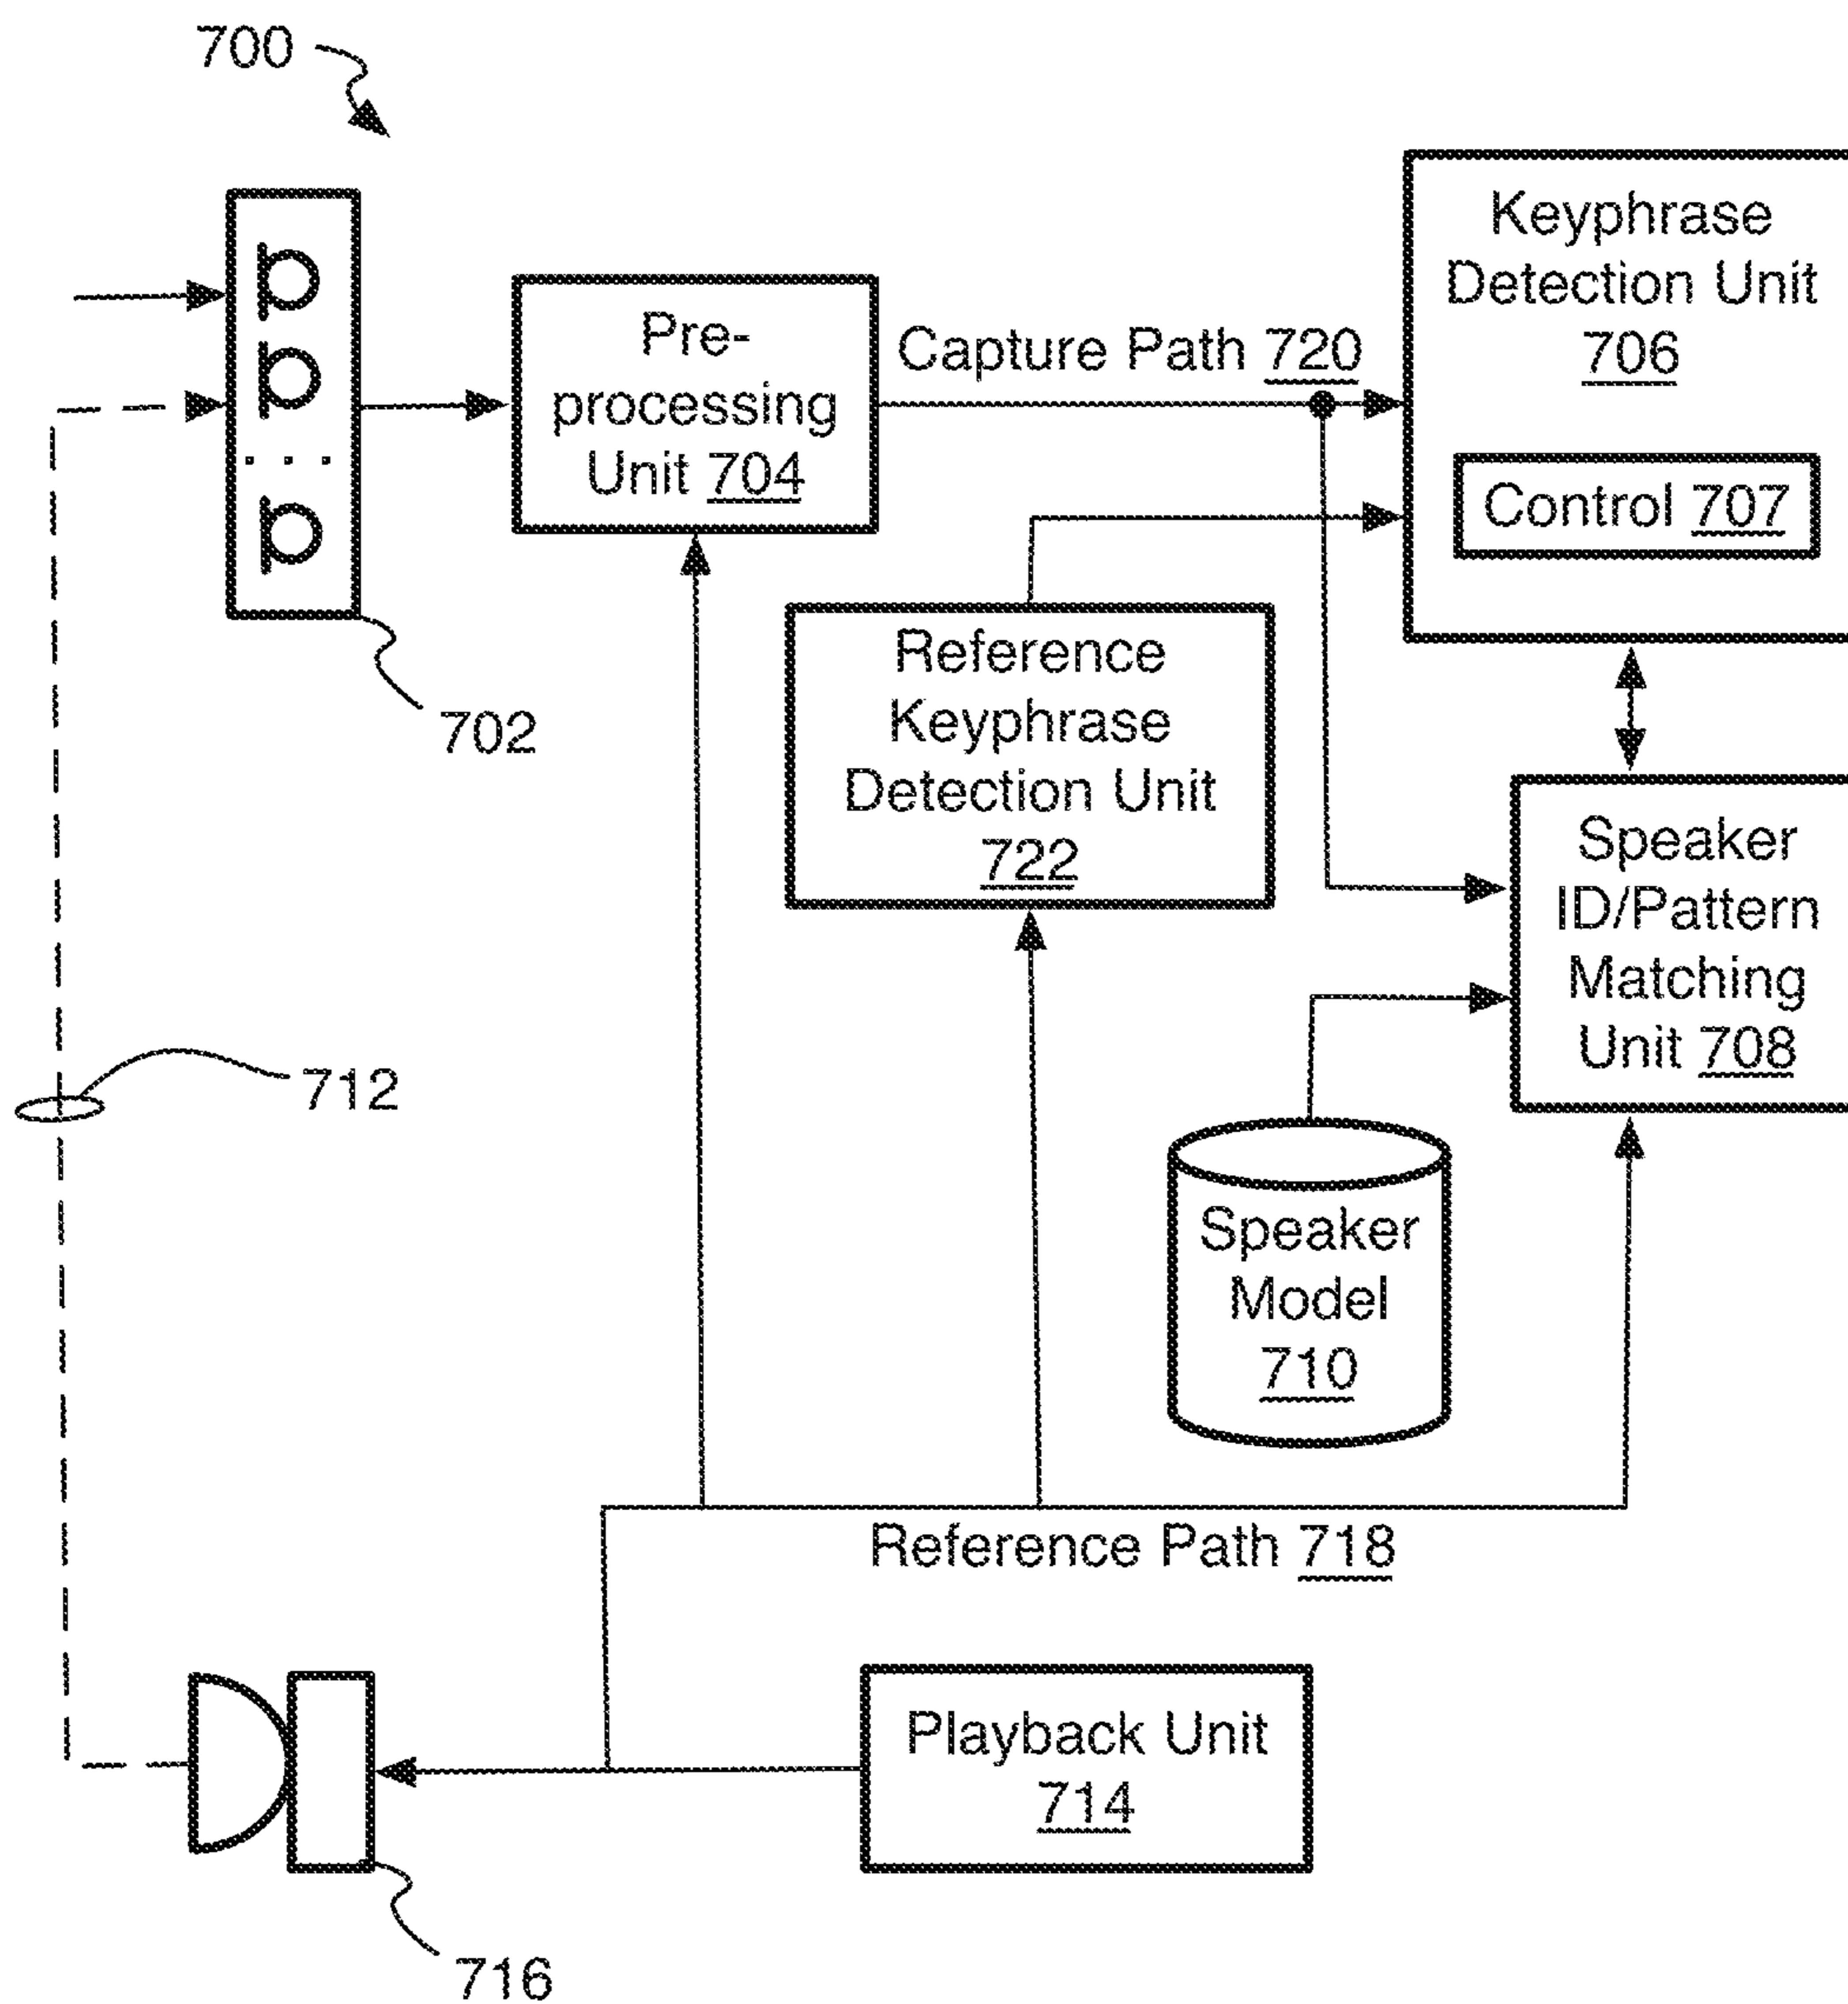 700
Keyphrase
Detection Unit
706
Control 707
Pre-
processing
Unit 704
Capture Path 720
702
Reference
Keyphrase
Detection Unit
722
Speaker
ID/Pattern
Matching
Unit 708
712
Speaker
Model
710
Reference Path 718
Playback Unit
714
716